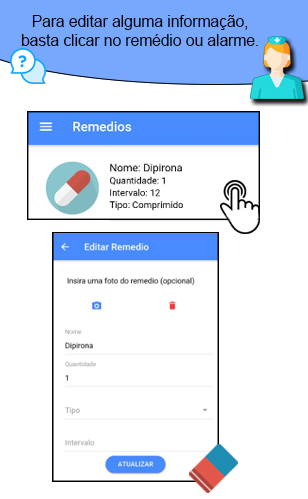 Para editar alguma informação,
basta clicar no remédio ou alarme.
? ?
Remedios
Nome: Dipirona
Quantidade: 1
Intervalo: 12
Tipo: Comprimido
Editar Remedio
Insira uma foto do remedio (opcional)
Nome
Dipirona
Quantidade
1
Tipo
Intervalo
ATUALIZAR